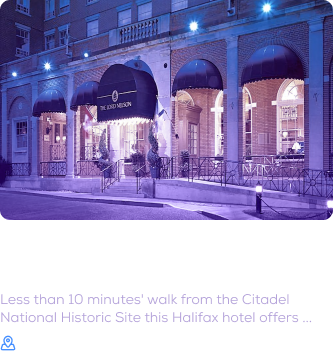 THE LORD NELSON
Less than 10 minutes' walk from the Citadel
National Historic Site this Halifax hotel offers ...